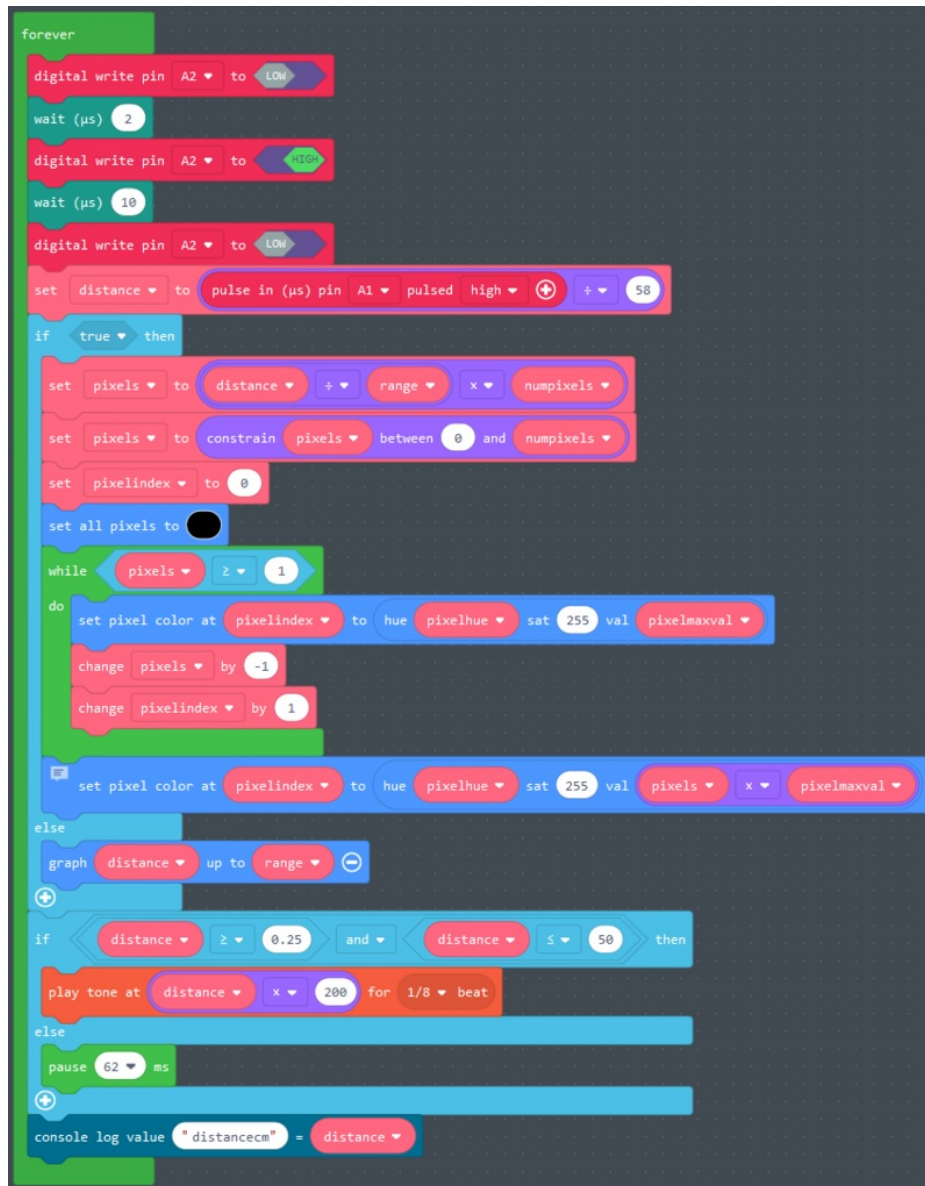 forever
digital write pin A2 to LOW
wait (µs) 2
digital write pin A2 to HIGH
wait (µs) 10
digital write pin A2 to LOW
set distance to pulse in (µs) pin A1 pulsed high ÷ 58
if true then
set pixels to distance ÷ range x numpixels
set pixels to constrain pixels between 0 and numpixels
set pixelindex to 0
set all pixels to
while pixels ≥ 1
do
set pixel color at pixelindex to hue pixelhue sat 255 val pixelmaxval
change pixels by -1
change pixelindex by 1
set pixel color at pixelindex to hue pixelhue sat 255 val pixels x pixelmaxval
else
graph distance up to range
if distance ≥ 0.25 and distance ≤ 50 then
play tone at distance x 200 for 1/8 beat
else
pause 62 ms
console log value "distancecm" = distance